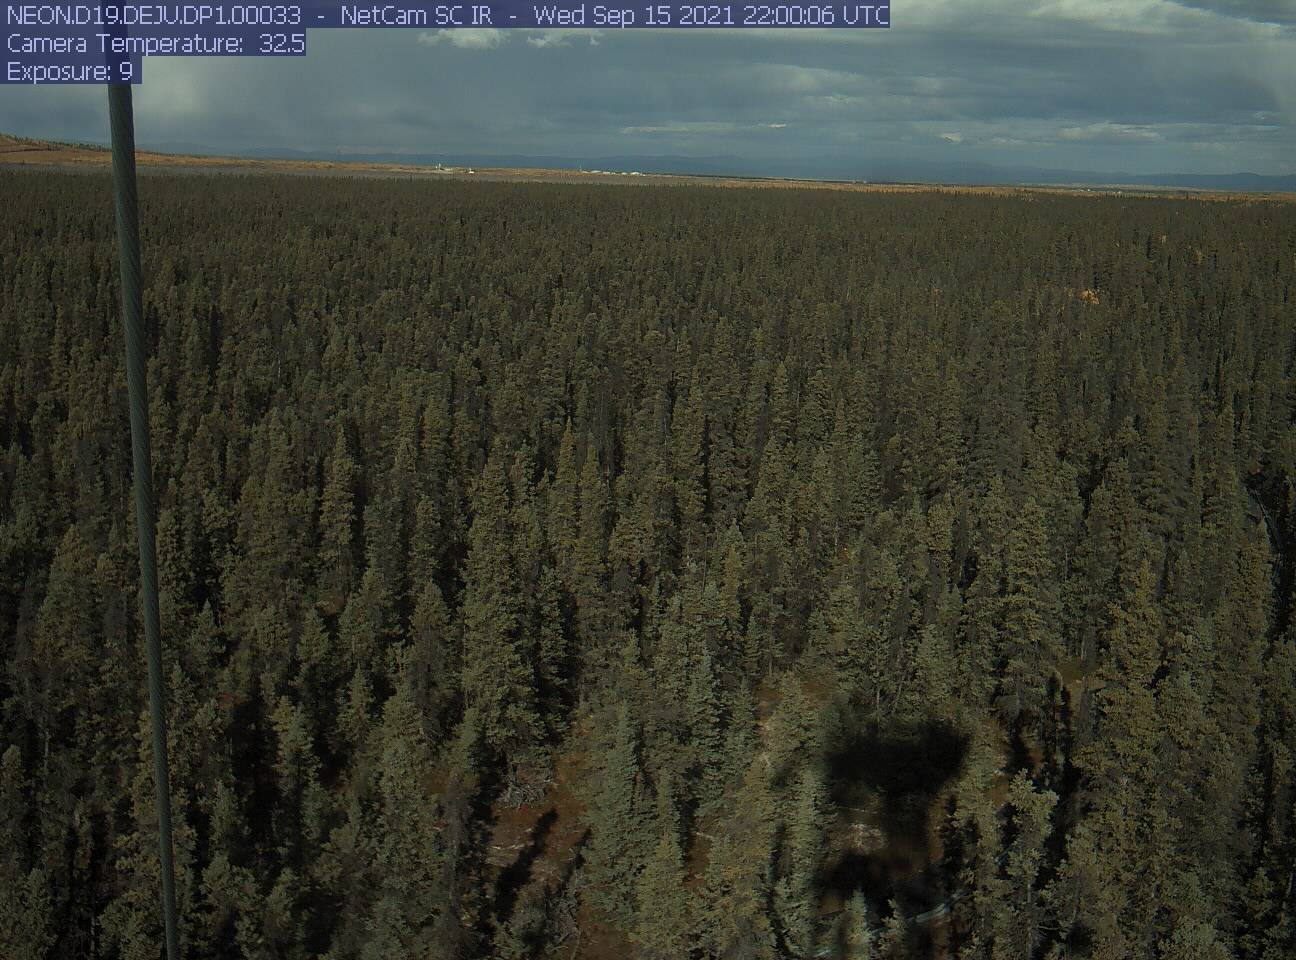 NEON.D19.DEJU.DP1.00033 - NetCam SC IR - Wed Sep 15 2021 22:00:06 UTC
Camera Temperature: 32.5
Exposure: 9